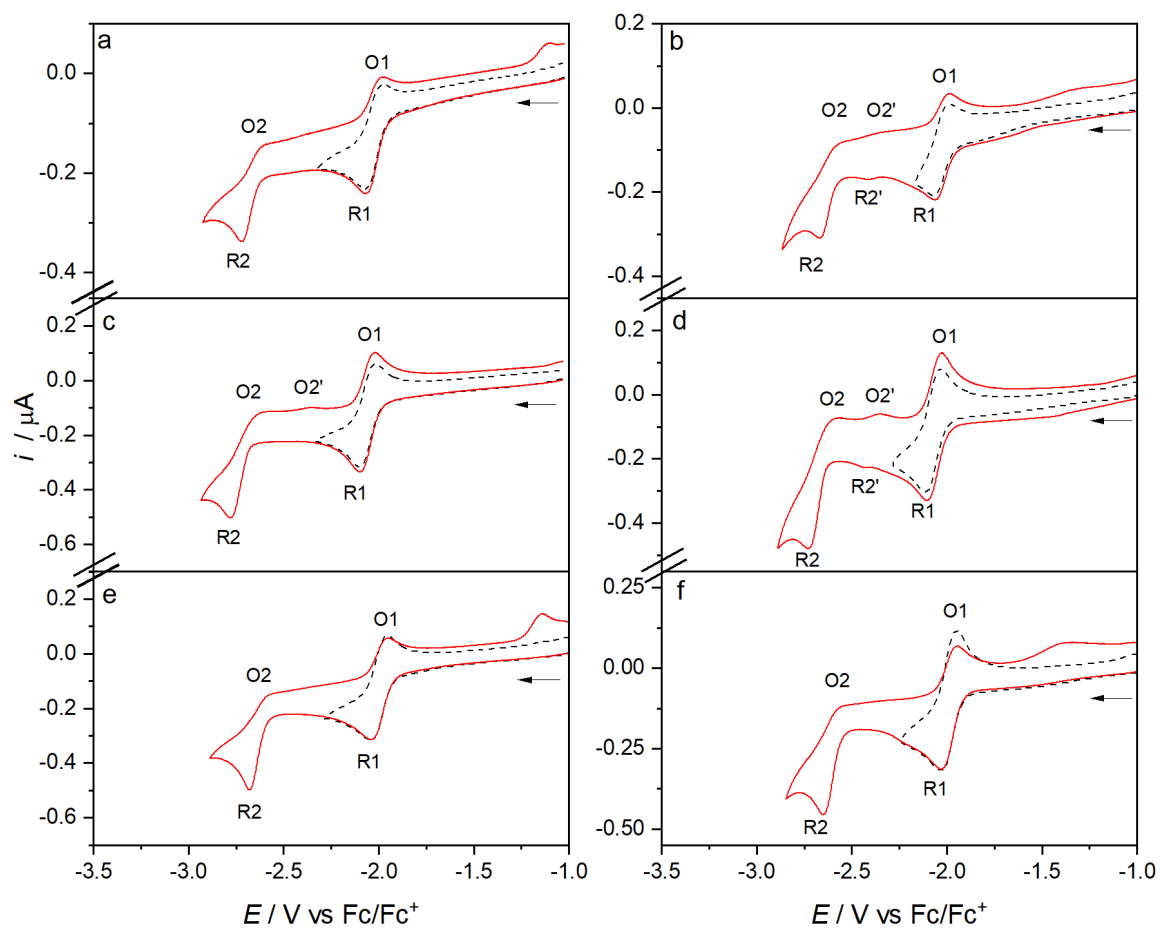 a
O1
O2
R1
R2
0.0
-0.2
-0.4
b
O1
O2
O2'
R2'
R1
R2
0.2
0.0
-0.2
-0.4
c
O1
O2
O2'
R1
R2
0.2
0.0
-0.2
-0.4
-0.6
d
O1
O2
O2'
R2'
R1
R2
0.2
0.0
-0.2
-0.4
e
O1
O2
R1
R2
0.2
0.0
-0.2
-0.4
-0.6
f
O1
O2
R1
R2
0.25
0.00
-0.25
-0.50
i / μA
-3.5 -3.0 -2.5 -2.0 -1.5 -1.0
-3.5 -3.0 -2.5 -2.0 -1.5 -1.0
E / V vs Fc/Fc⁺
E / V vs Fc/Fc⁺